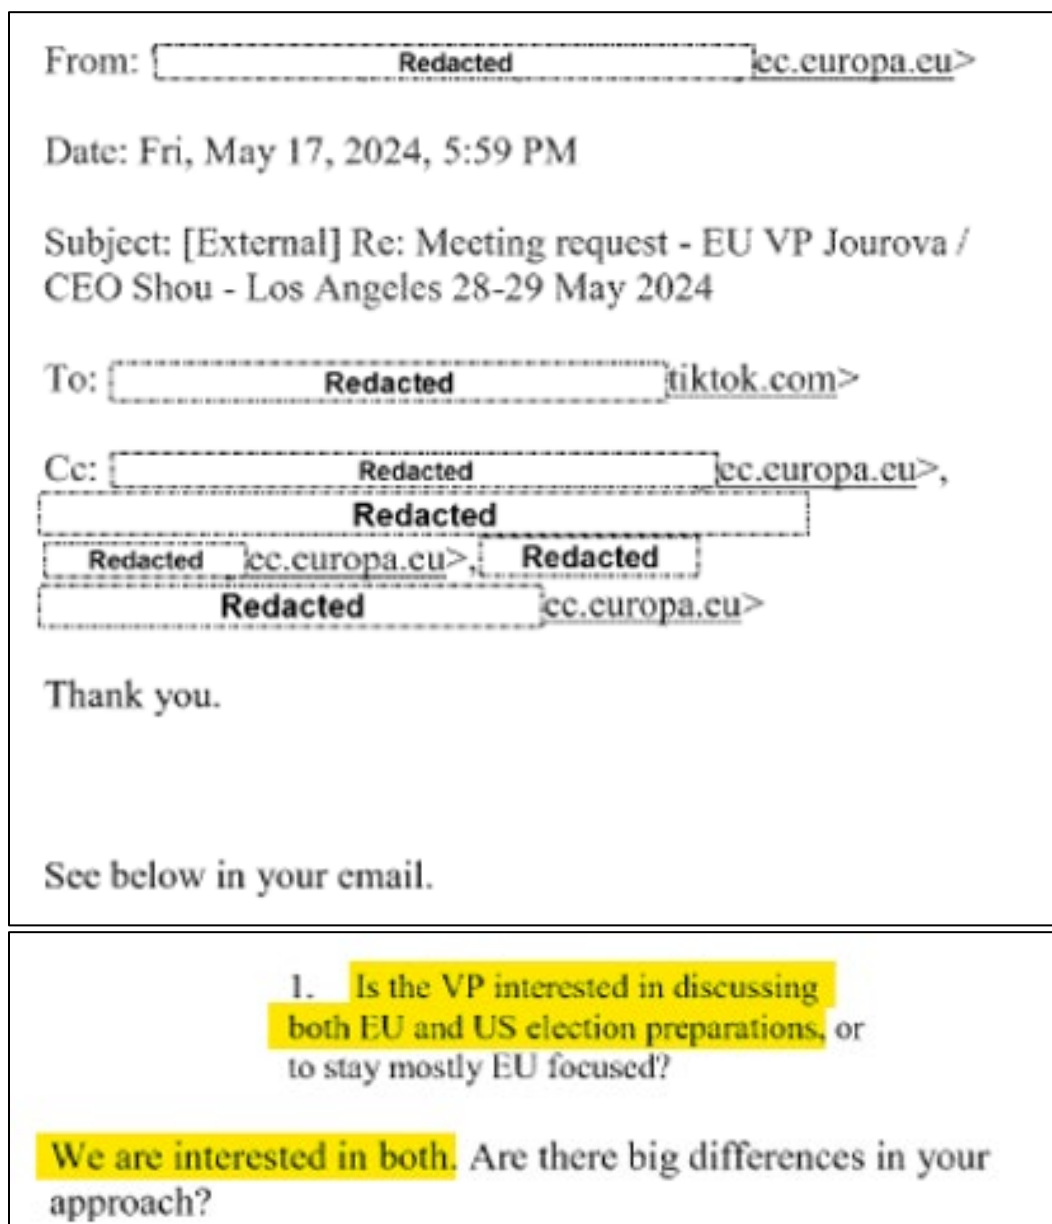 From: Redacted ec.europa.eu>
Date: Fri, May 17, 2024, 5:59 PM
Subject: [External] Re: Meeting request - EU VP Jourova /
CEO Shou - Los Angeles 28-29 May 2024
To: Redacted tiktok.com>
Cc: Redacted ec.europa.eu>,
Redacted
Redacted ec.europa.eu>, Redacted
Redacted ec.europa.eu>
Thank you.
See below in your email.
1. Is the VP interested in discussing
both EU and US election preparations, or
to stay mostly EU focused?
We are interested in both. Are there big differences in your
approach?